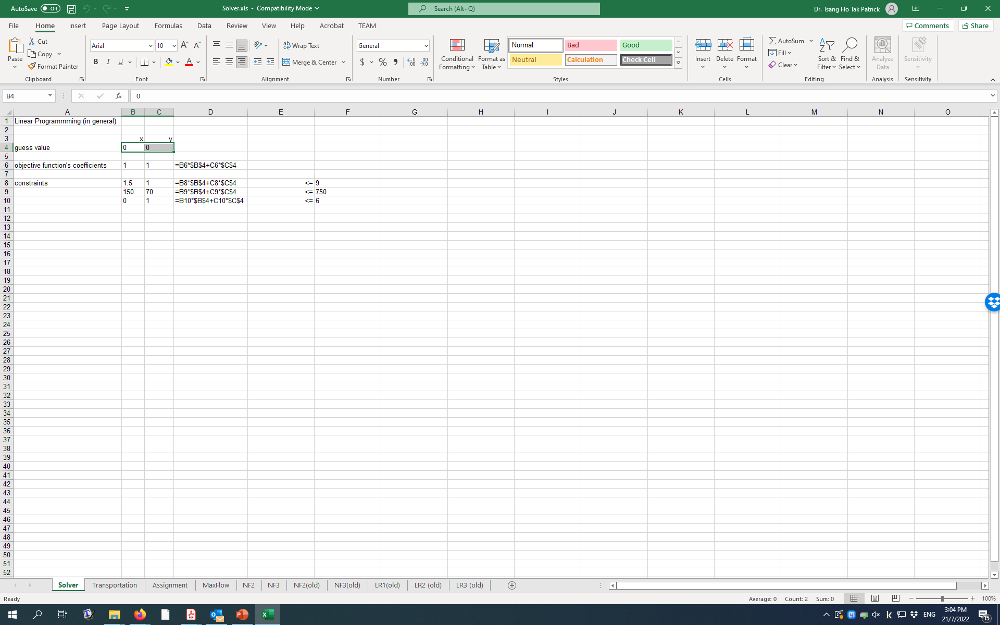 AutoSave Off Solver.xls - Compatibility Mode Search (Alt+Q) Dr. Tsang Ho Tak Patrick
File Home Insert Page Layout Formulas Data Review View Help Acrobat TEAM Comments Share
Paste Cut Copy Format Painter Clipboard
Arial 10 A A B I U A Font
ab Wrap Text Merge & Center Alignment
General $ % Number
Conditional Formatting Format as Table Normal Bad Good Neutral Calculation Check Cell Styles
Insert Delete Format Cells
AutoSum Fill Clear Sort & Filter Find & Select Editing
Analyze Data Analysis
Sensitivity Sensitivity
B4 fx 0
A B C D E F G H I J K L M N O
1 Linear Programmming (in general)
2
3 x y
4 guess value 0 0
5
6 objective function's coefficients 1 1 =B6*$B$4+C6*$C$4
7
8 constraints 1.5 1 =B8*$B$4+C8*$C$4 <= 9
9 150 70 =B9*$B$4+C9*$C$4 <= 750
10 0 1 =B10*$B$4+C10*$C$4 <= 6
11
12
13
14
15
16
17
18
19
20
21
22
23
24
25
26
27
28
29
30
31
32
33
34
35
36
37
38
39
40
41
42
43
44
45
46
47
48
49
50
51
52
Solver Transportation Assignment MaxFlow NF2 NF3 NF2(old) NF3(old) LR1(old) LR2 (old) LR3 (old)
Ready Average: 0 Count: 2 Sum: 0 100%
ENG 3:04 PM
21/7/2022 15